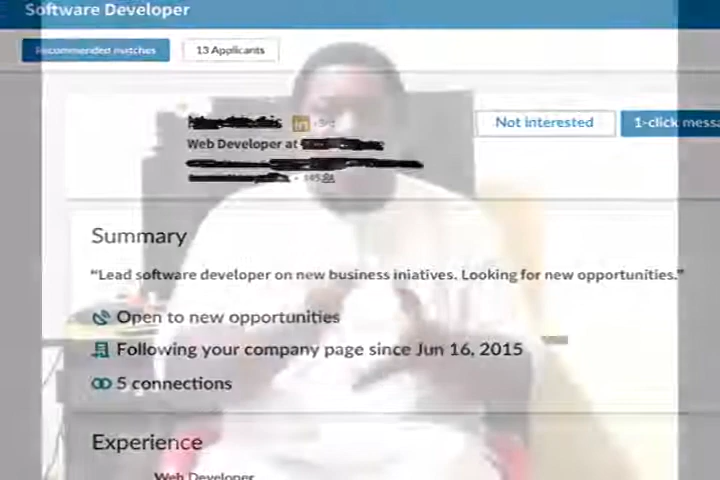 Software Developer
Recommended matches
13 Applicants
in
Web Developer at
Not interested
1-click messa
Summary
"Lead software developer on new business iniatives. Looking for new opportunities."
Open to new opportunities
Following your company page since Jun 16, 2015
5 connections
Experience
Web Developer